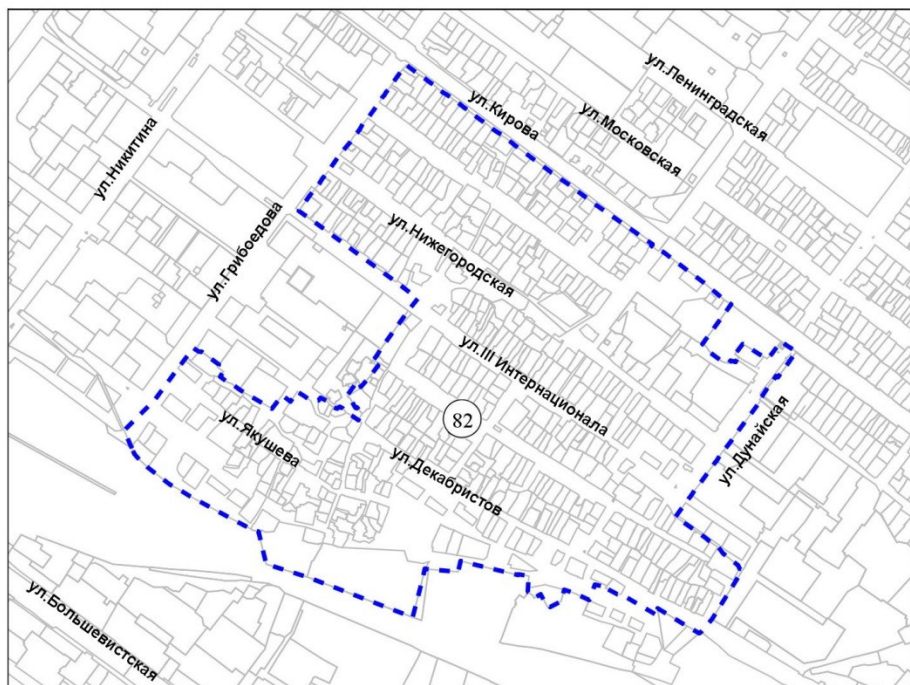 ул.Ленинградская
ул.Кирова
ул.Московская
ул.Никитина
ул.Грибоедова
ул.Нижегородская
ул.III Интернационала
82
ул.Дунайская
ул.Якушева
ул.Декабристов
ул.Большевистская